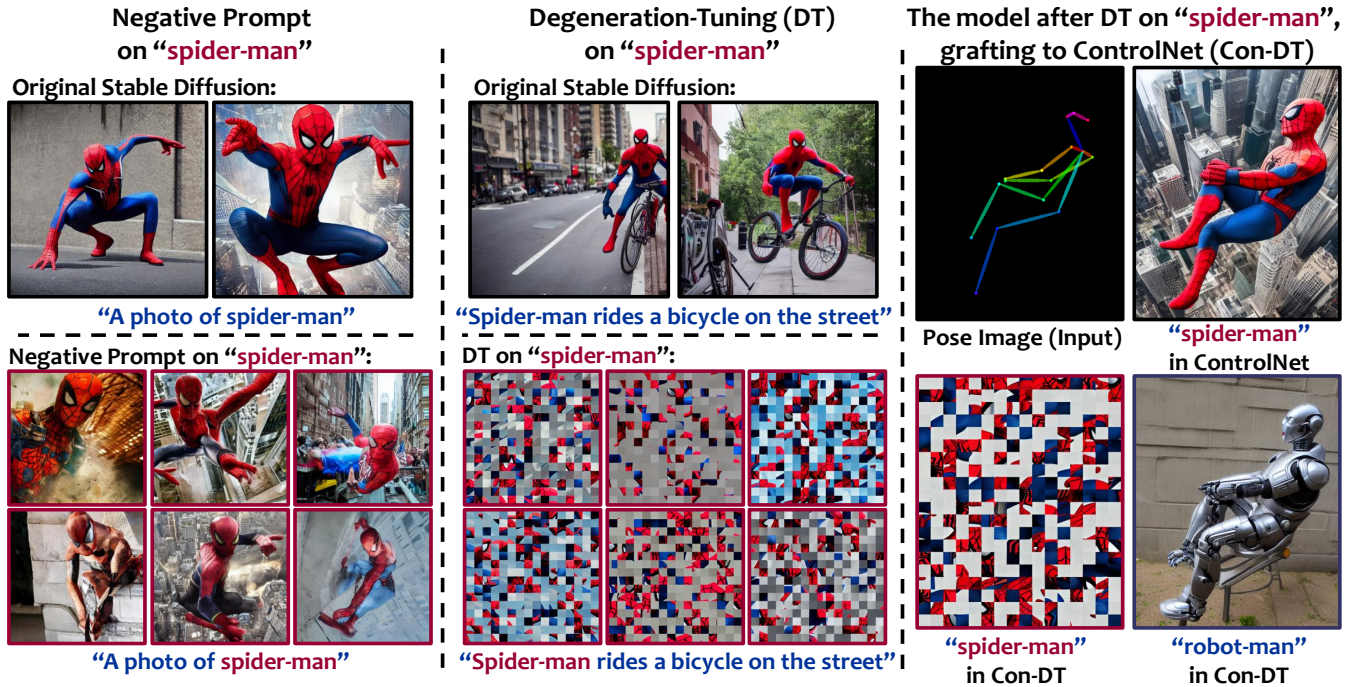 Negative Prompt
on “spider-man”
Original Stable Diffusion:
“A photo of spider-man”
Negative Prompt on “spider-man”:
“A photo of spider-man”
Degeneration-Tuning (DT)
on “spider-man”
Original Stable Diffusion:
“Spider-man rides a bicycle on the street”
DT on “spider-man”:
“Spider-man rides a bicycle on the street”
The model after DT on “spider-man”,
grafting to ControlNet (Con-DT)
Pose Image (Input)
“spider-man”
in ControlNet
“spider-man”
in Con-DT
“robot-man”
in Con-DT